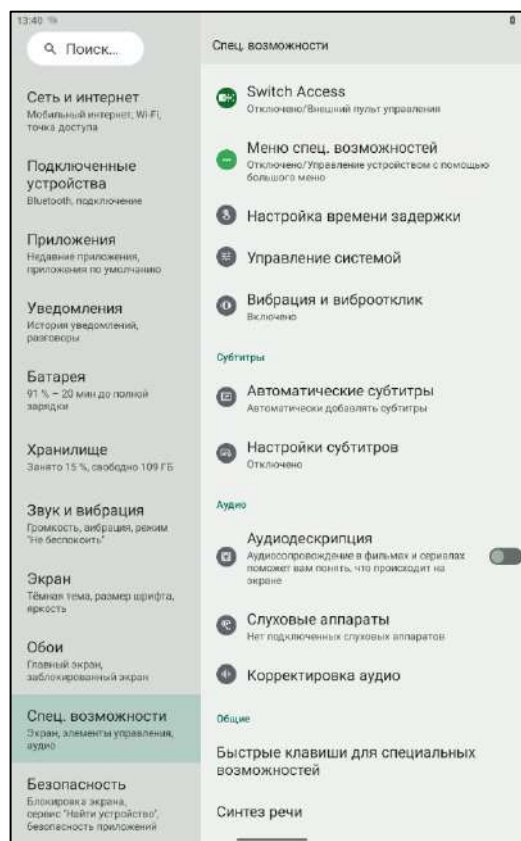 13:40
Поиск...
Сеть и интернет
Мобильный интернет, Wi-Fi,
точка доступа
Подключенные
устройства
Bluetooth, подключение
Приложения
Недавние приложения,
приложения по умолчанию
Уведомления
История уведомлений,
разговоры
Батарея
91 % – 20 мин до полной
зарядки
Хранилище
Занято 15 %, свободно 109 ГБ
Звук и вибрация
Громкость, вибрация, режим
"Не беспокоить"
Экран
Тёмная тема, размер шрифта,
яркость
Обои
Главный экран,
заблокированный экран
Спец. возможности
Экран, элементы управления,
аудио
Безопасность
Блокировка экрана,
сервис "Найти устройство",
безопасность приложений
Спец. возможности
Switch Access
Отключено/Внешний пульт управления
Меню спец. возможностей
Отключено/Управление устройством с помощью
большого меню
Настройка времени задержки
Управление системой
Вибрация и виброотклик
Включено
Субтитры
Автоматические субтитры
Автоматически добавлять субтитры
Настройки субтитров
Отключено
Аудио
Аудиодескрипция
Аудиосопровождение в фильмах и сериалах
поможет вам понять, что происходит на
экране
Слуховые аппараты
Нет подключенных слуховых аппаратов
Корректировка аудио
Общие
Быстрые клавиши для специальных
возможностей
Синтез речи